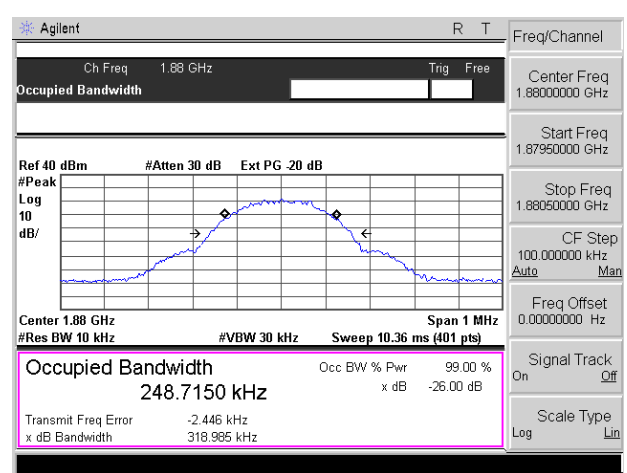 Agilent R T
Ch Freq 1.88 GHz Trig Free
Occupied Bandwidth
Ref 40 dBm #Atten 30 dB Ext PG -20 dB
#Peak
Log
10
dB/
Center 1.88 GHz Span 1 MHz
#Res BW 10 kHz #VBW 30 kHz Sweep 10.36 ms (401 pts)
Occupied Bandwidth Occ BW % Pwr 99.00 %
248.7150 kHz x dB -26.00 dB
Transmit Freq Error -2.446 kHz
x dB Bandwidth 318.985 kHz
Freq/Channel
Center Freq
1.88000000 GHz
Start Freq
1.87950000 GHz
Stop Freq
1.88050000 GHz
CF Step
100.000000 kHz
Auto Man
Freq Offset
0.00000000 Hz
Signal Track
On Off
Scale Type
Log Lin